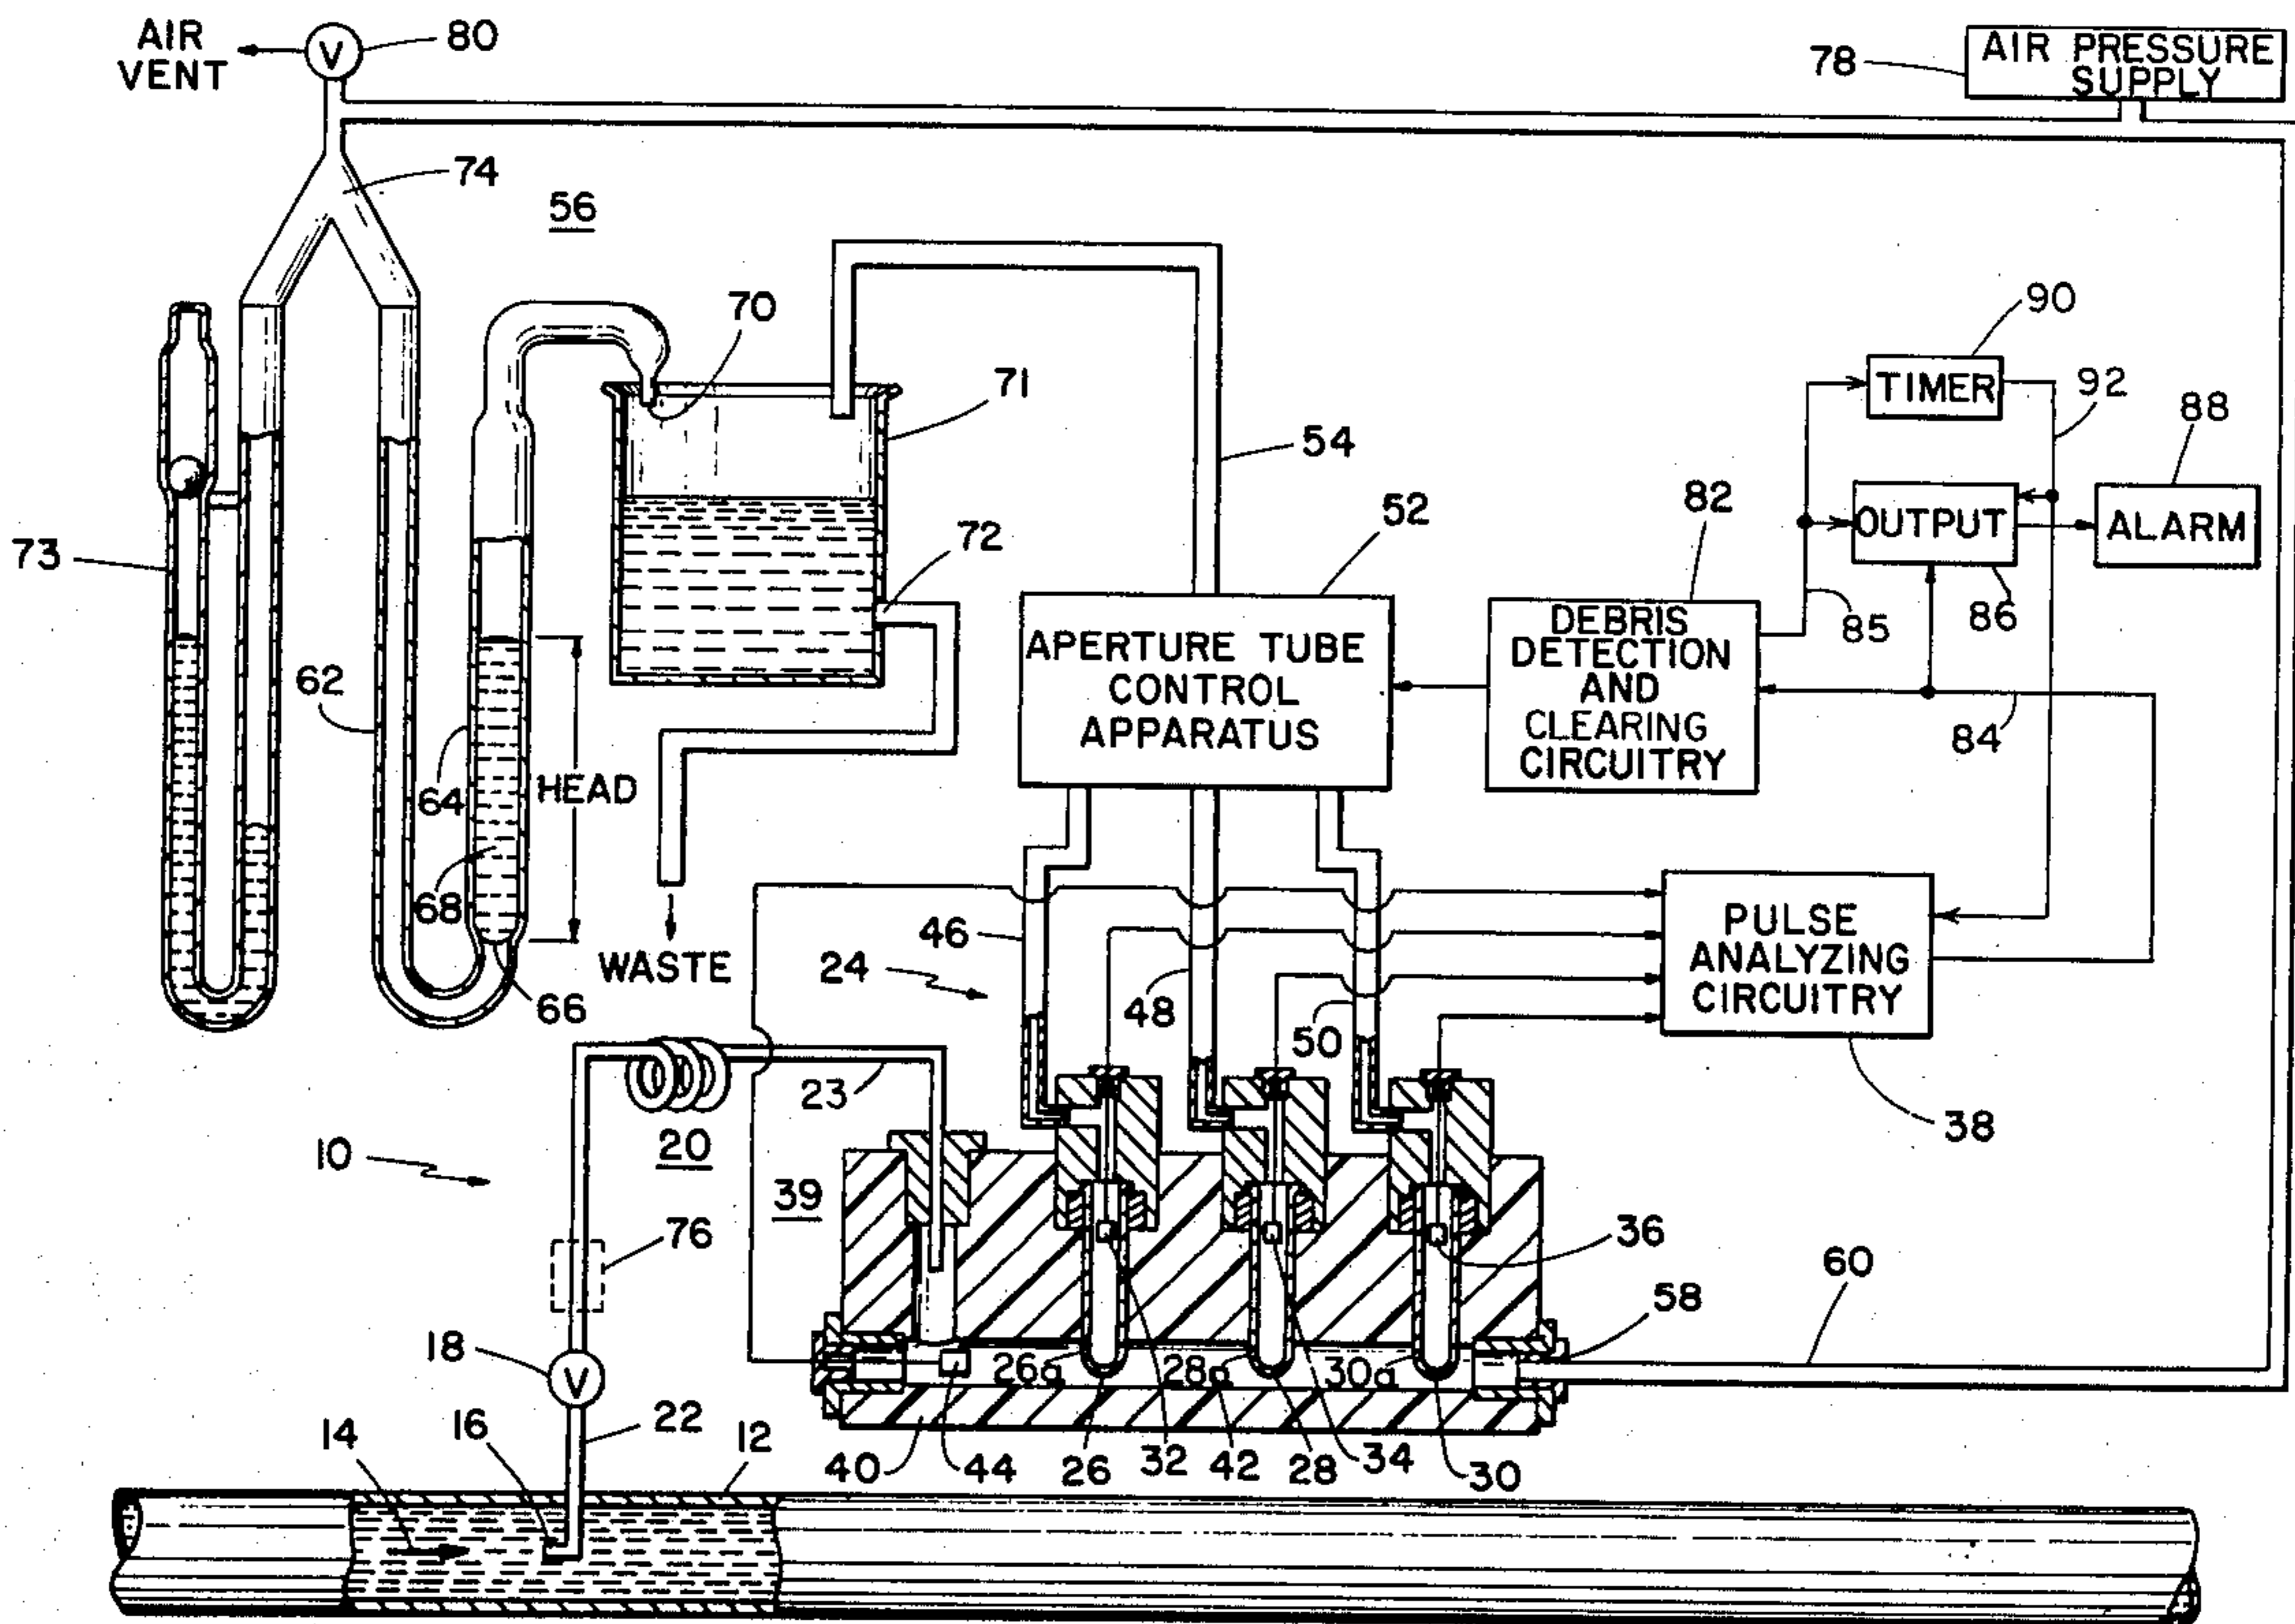 AIR
VENT
V
80
78
AIR PRESSURE
SUPPLY
74
56
70
71
90
TIMER
92
88
54
73
72
52
82
OUTPUT
ALARM
85
86
62
APERTURE TUBE
CONTROL
APPARATUS
DEBRIS
DETECTION
AND
CLEARING
CIRCUITRY
84
64
HEAD
68
46
PULSE
ANALYZING
CIRCUITRY
WASTE
24
48
66
50
23
38
10
20
39
76
36
60
58
18
V
26a
28a
30a
14
16
22
12
40
44
26
32
42
28
34
30